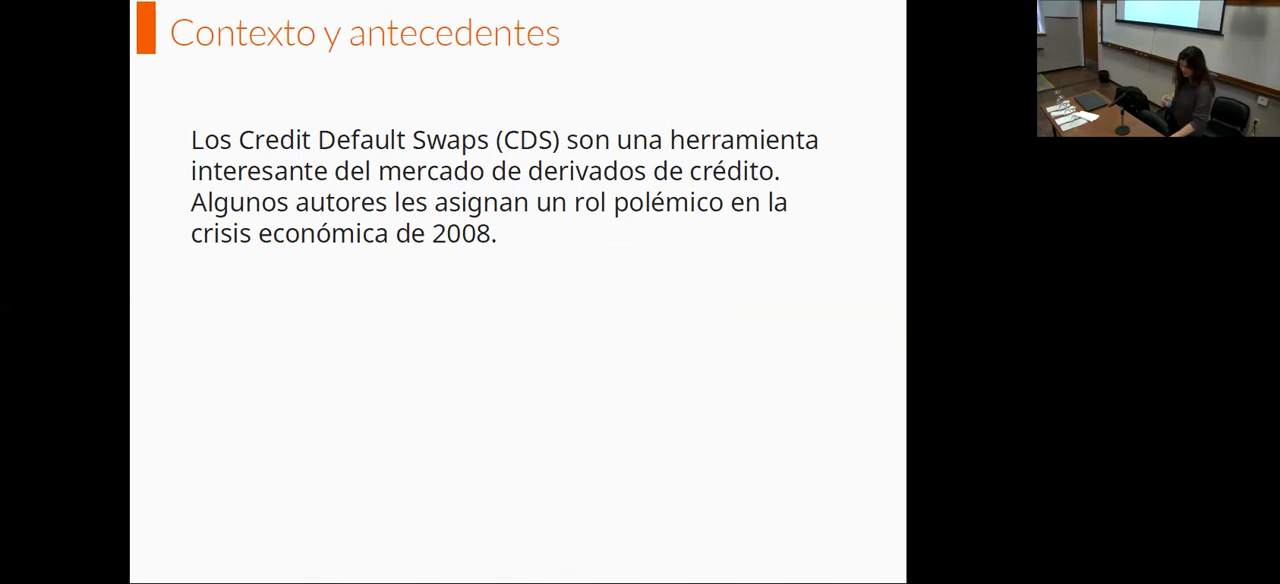 Contexto y antecedentes
Los Credit Default Swaps (CDS) son una herramienta
interesante del mercado de derivados de crédito.
Algunos autores les asignan un rol polémico en la
crisis económica de 2008.